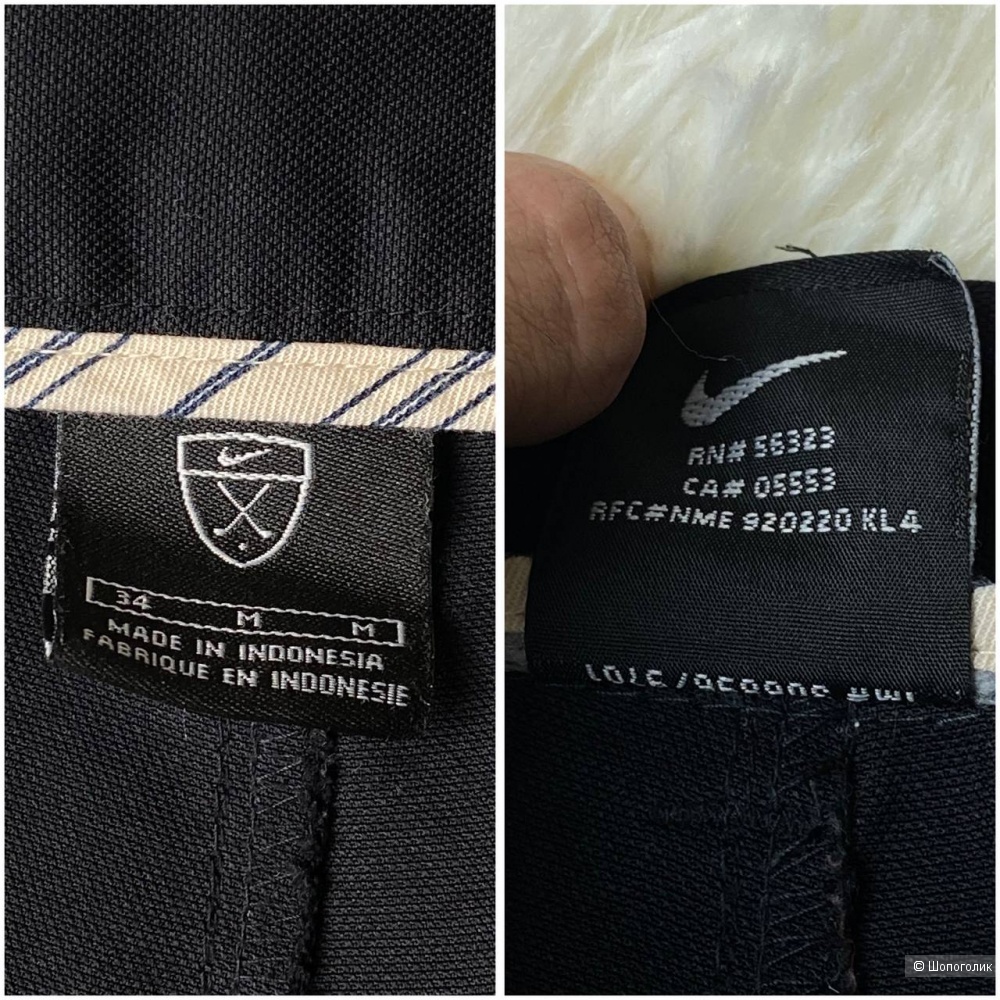 34 M M
MADE IN INDONESIA
FABRIQUE EN INDONESIE
RN# 56323
CA# 05553
RFC#NME 920220 KL4
© Шопоголик